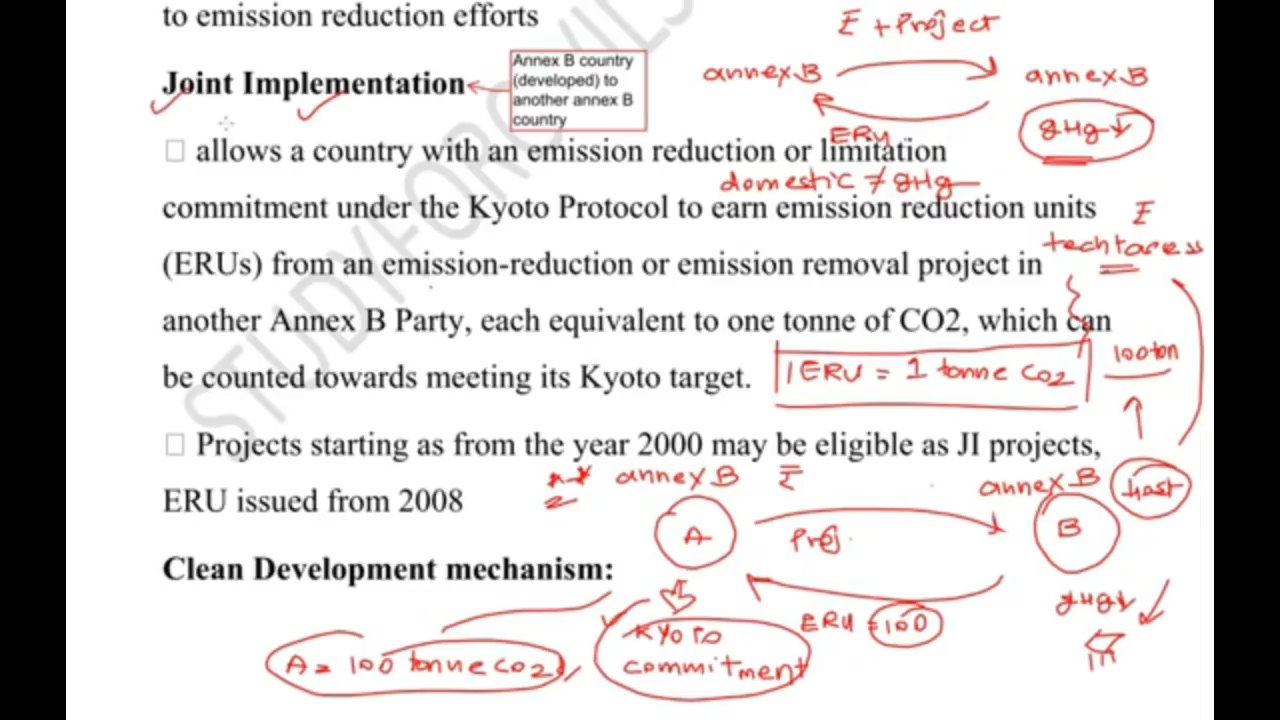 to emission reduction efforts
₹ + Project
Joint Implementation
Annex B country
(developed) to
another annex B
country
annex B
annex B
ERU
gHg↓
allows a country with an emission reduction or limitation
domestic ≠ gHg
commitment under the Kyoto Protocol to earn emission reduction units
₹
(ERUs) from an emission-reduction or emission removal project in
another Annex B Party, each equivalent to one tonne of CO2, which can
100 ton
be counted towards meeting its Kyoto target.
1 ERU = 1 tonne CO2
Projects starting as from the year 2000 may be eligible as JI projects,
annex B
₹
annex B
host
ERU issued from 2008
A
Proj
B
Clean Development mechanism:
gHg↓
ERU = 100
in
A = 100 tonne CO2
Kyoto
commitment
STUDYFORCIVILS